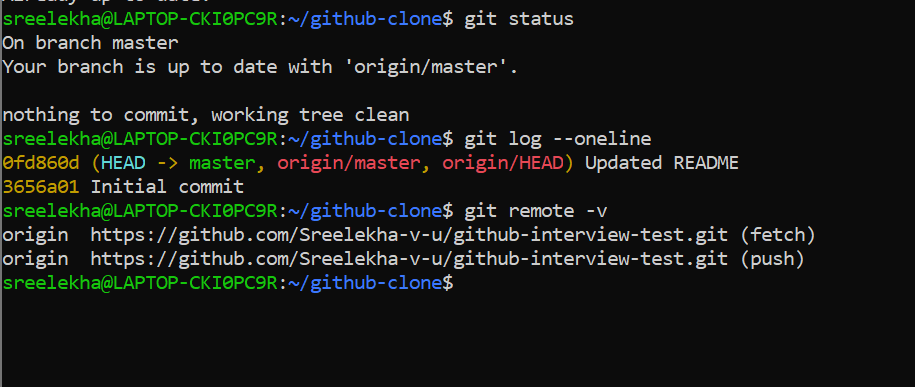 Already up to date.
sreelekha@LAPTOP-CKI0PC9R:~/github-clone$ git status
On branch master
Your branch is up to date with 'origin/master'.
nothing to commit, working tree clean
sreelekha@LAPTOP-CKI0PC9R:~/github-clone$ git log --oneline
0fd860d (HEAD -> master, origin/master, origin/HEAD) Updated README
3656a01 Initial commit
sreelekha@LAPTOP-CKI0PC9R:~/github-clone$ git remote -v
origin  https://github.com/Sreelekha-v-u/github-interview-test.git (fetch)
origin  https://github.com/Sreelekha-v-u/github-interview-test.git (push)
sreelekha@LAPTOP-CKI0PC9R:~/github-clone$